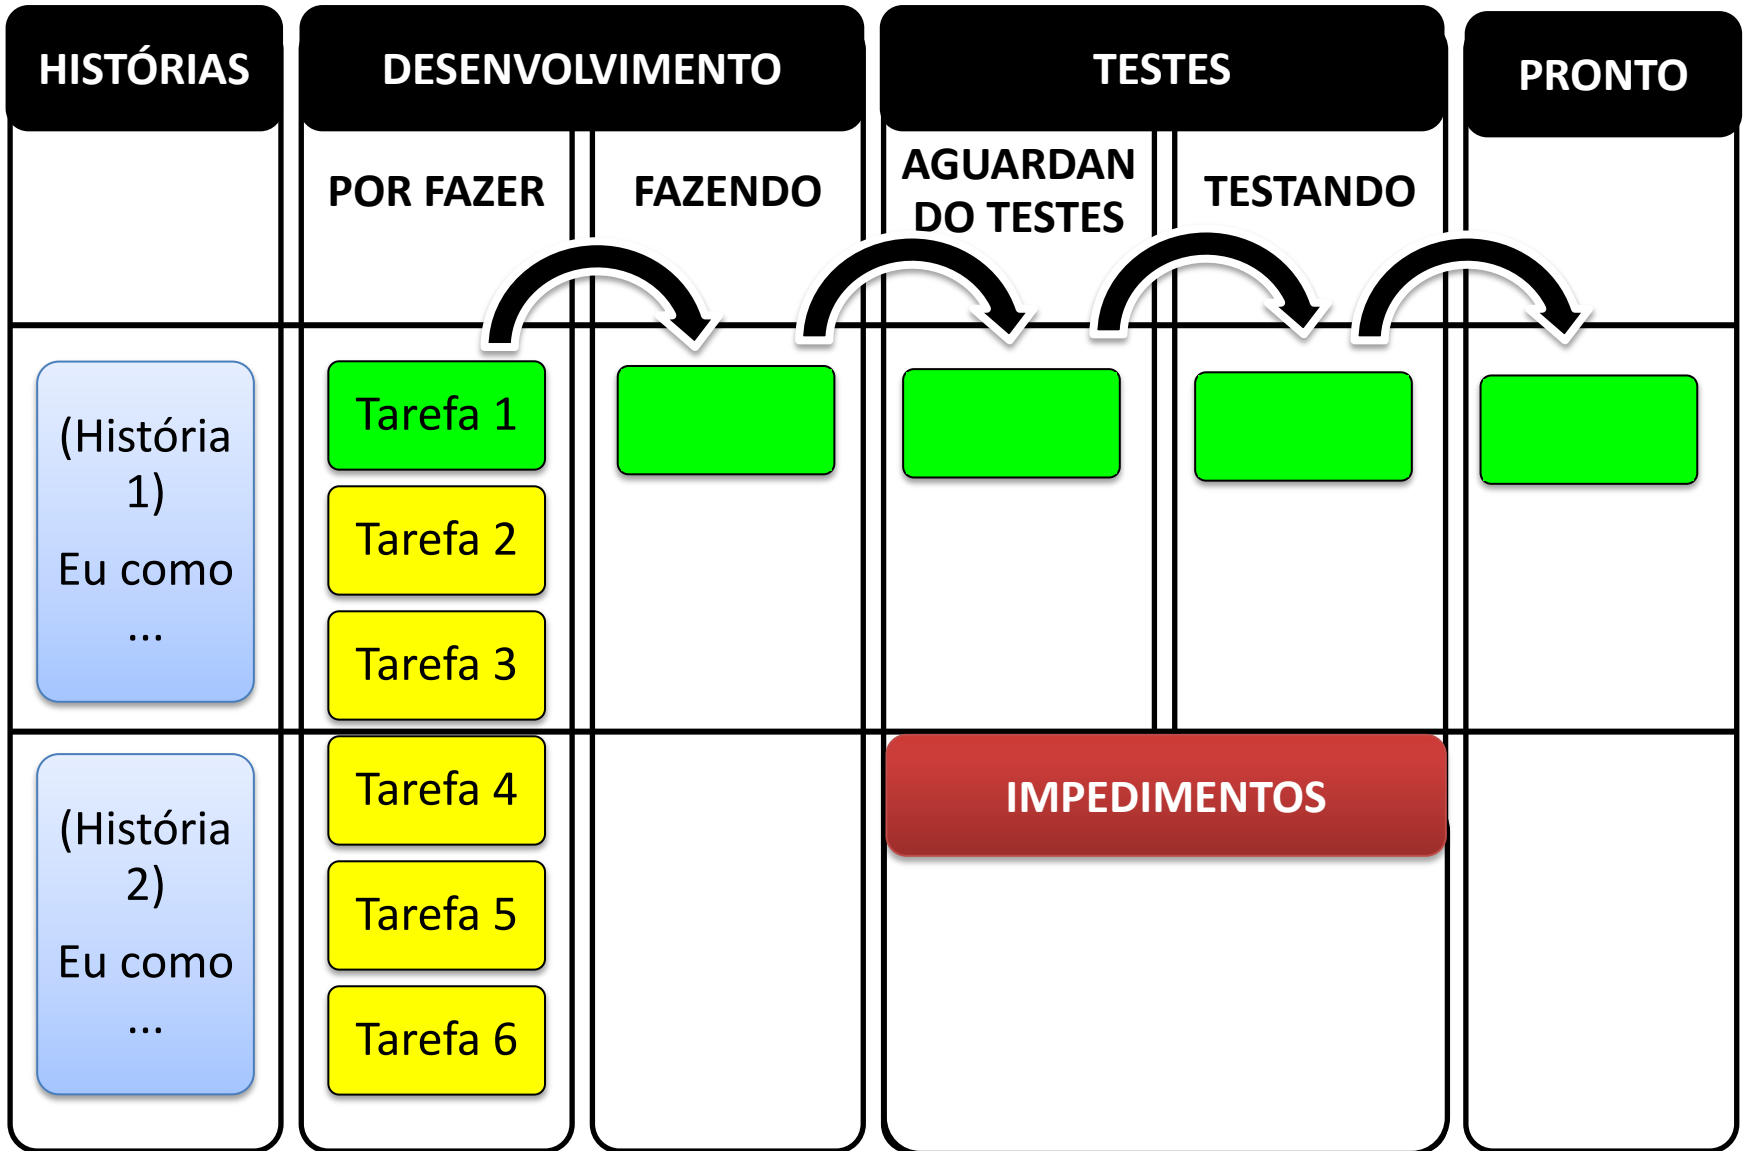 HISTÓRIAS
DESENVOLVIMENTO
TESTES
PRONTO
POR FAZER
FAZENDO
AGUARDAN
DO TESTES
TESTANDO
(História
1)
Eu como
...
Tarefa 1
Tarefa 2
Tarefa 3
(História
2)
Eu como
...
Tarefa 4
Tarefa 5
Tarefa 6
IMPEDIMENTOS